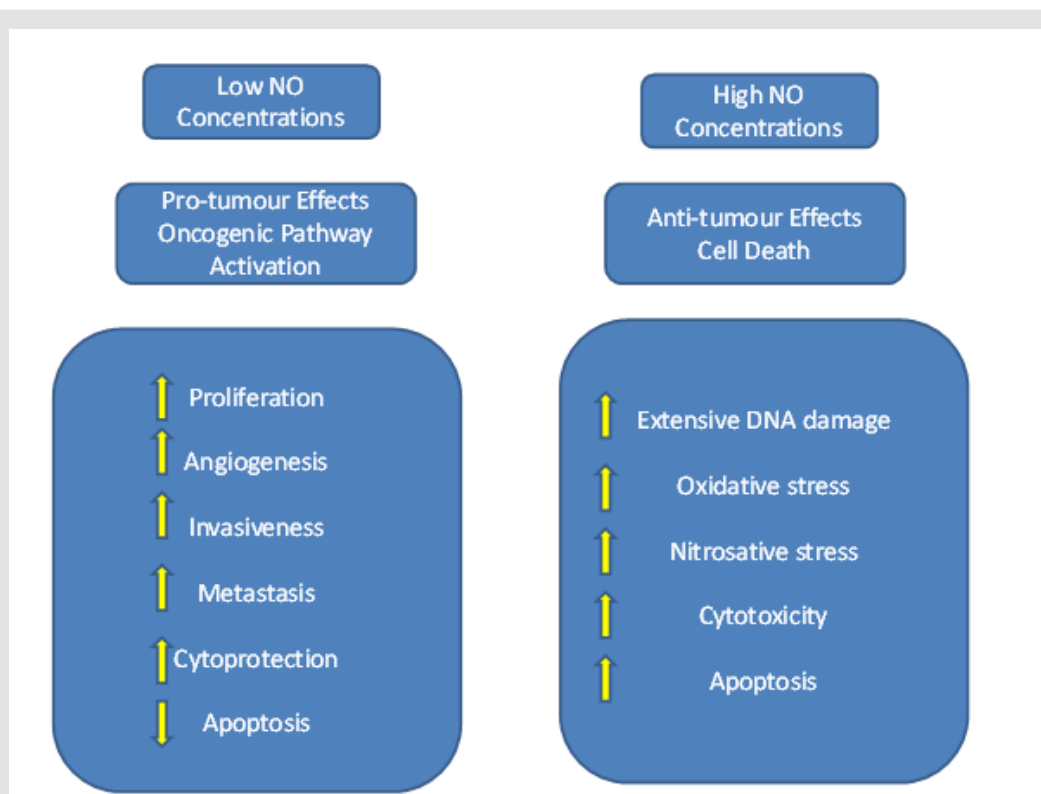 Low NO
Concentrations
Pro-tumour Effects
Oncogenic Pathway
Activation
Proliferation
Angiogenesis
Invasiveness
Metastasis
Cytoprotection
Apoptosis
High NO
Concentrations
Anti-tumour Effects
Cell Death
Extensive DNA damage
Oxidative stress
Nitrosative stress
Cytotoxicity
Apoptosis